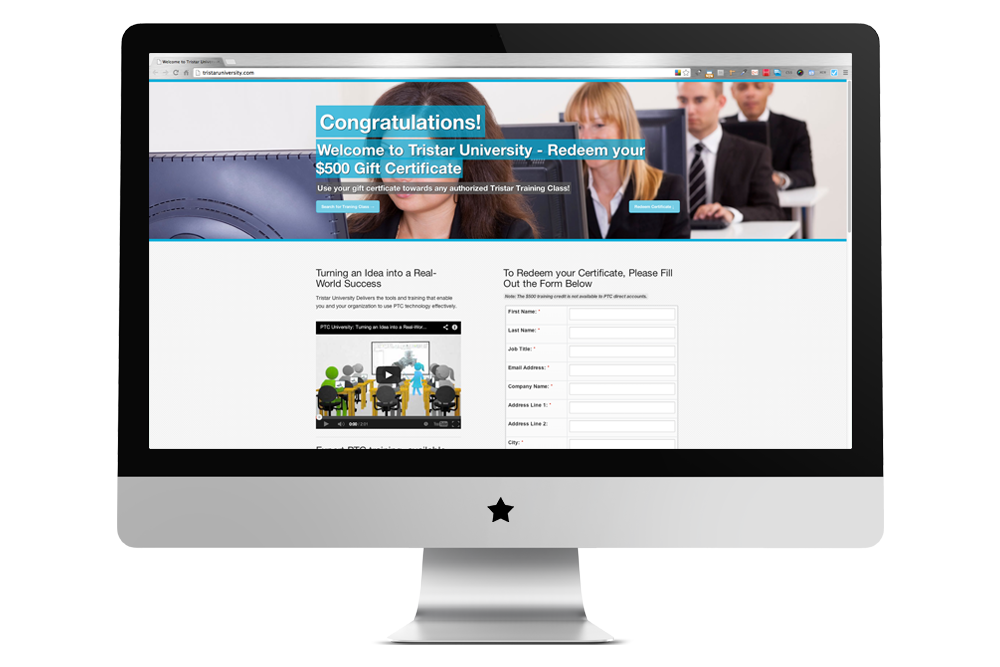 Welcome to Tristar Univer
tristaruniversity.com
Congratulations!
Welcome to Tristar University - Redeem your
$500 Gift Certificate
Use your gift certficate towards any authorized Tristar Training Class!
Search for Training Class →
Redeem Certificate
Turning an Idea into a Real-
World Success
Tristar University Delivers the tools and training that enable
you and your organization to use PTC technology effectively.
PTC University: Turning an Idea into a Real-Wor...
0:00 / 2:01
YouTube
To Redeem your Certificate, Please Fill
Out the Form Below
Note: The $500 training credit is not available to PTC direct accounts.
First Name: *
Last Name: *
Job Title: *
Email Address: *
Company Name: *
Address Line 1: *
Address Line 2:
City: *
Expert PTC training available